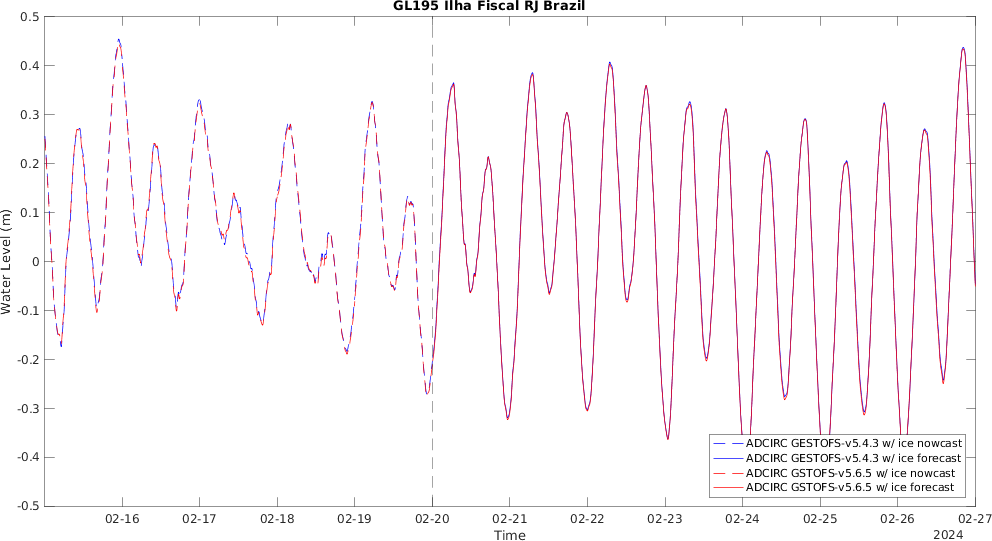 GL195 Ilha Fiscal RJ Brazil
0.5
0.4
0.3
0.2
0.1
0
-0.1
-0.2
-0.3
-0.4
-0.5
Water Level (m)
ADCIRC GESTOFS-v5.4.3 w/ ice nowcast
ADCIRC GESTOFS-v5.4.3 w/ ice forecast
ADCIRC GSTOFS-v5.6.5 w/ ice nowcast
ADCIRC GSTOFS-v5.6.5 w/ ice forecast
02-16 02-17 02-18 02-19 02-20 02-21 02-22 02-23 02-24 02-25 02-26 02-27
Time
2024